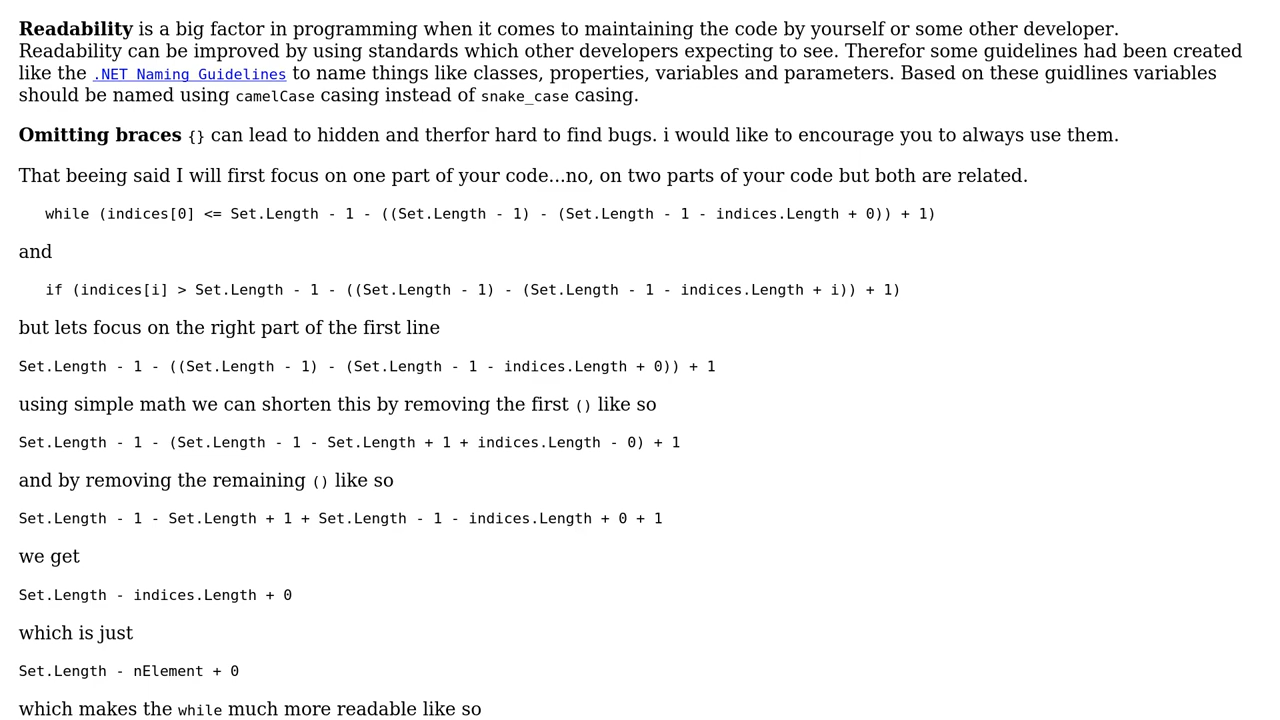 Readability is a big factor in programming when it comes to maintaining the code by yourself or some other developer.
Readability can be improved by using standards which other developers expecting to see. Therefor some guidelines had been created
like the .NET Naming Guidelines to name things like classes, properties, variables and parameters. Based on these guidlines variables
should be named using camelCase casing instead of snake_case casing.
Omitting braces {} can lead to hidden and therfor hard to find bugs. i would like to encourage you to always use them.
That beeing said I will first focus on one part of your code...no, on two parts of your code but both are related.
while (indices[0] <= Set.Length - 1 - ((Set.Length - 1) - (Set.Length - 1 - indices.Length + 0)) + 1)
and
if (indices[i] > Set.Length - 1 - ((Set.Length - 1) - (Set.Length - 1 - indices.Length + i)) + 1)
but lets focus on the right part of the first line
Set.Length - 1 - ((Set.Length - 1) - (Set.Length - 1 - indices.Length + 0)) + 1
using simple math we can shorten this by removing the first () like so
Set.Length - 1 - (Set.Length - 1 - Set.Length + 1 + indices.Length - 0) + 1
and by removing the remaining () like so
Set.Length - 1 - Set.Length + 1 + Set.Length - 1 - indices.Length + 0 + 1
we get
Set.Length - indices.Length + 0
which is just
Set.Length - nElement + 0
which makes the while much more readable like so